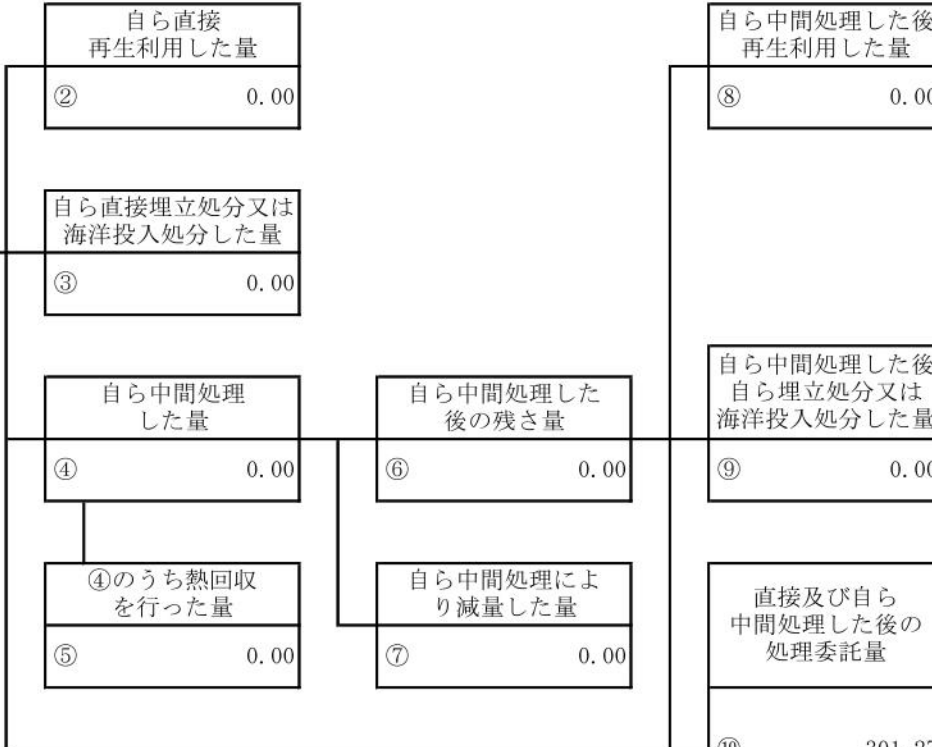 自ら直接
再生利用した量
② 0.00
自ら中間処理した後
再生利用した量
⑧ 0.00
自ら直接埋立処分又は
海洋投入処分した量
③ 0.00
自ら中間処理
した量
④ 0.00
自ら中間処理した
後の残さ量
⑥ 0.00
自ら中間処理した後
自ら埋立処分又は
海洋投入処分した量
⑨ 0.00
④のうち熱回収
を行った量
⑤ 0.00
自ら中間処理によ
り減量した量
⑦ 0.00
直接及び自ら
中間処理した後の
処理委託量
⑩